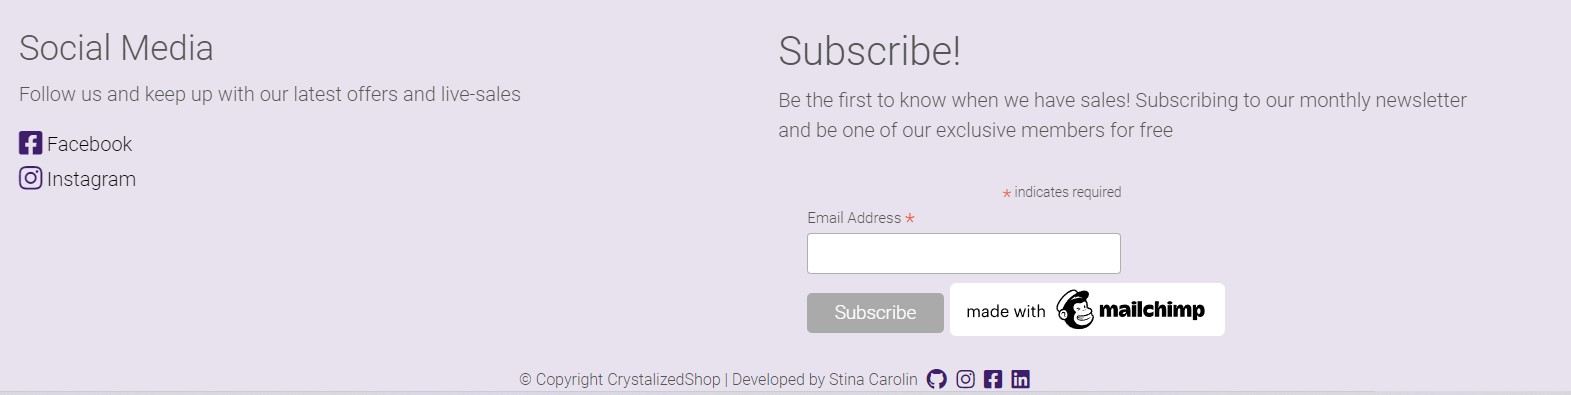 Social Media
Follow us and keep up with our latest offers and live-sales
Facebook
Instagram
Subscribe!
Be the first to know when we have sales! Subscribing to our monthly newsletter
and be one of our exclusive members for free
* indicates required
Email Address *
Subscribe
made with mailchimp
© Copyright CrystalizedShop | Developed by Stina Carolin